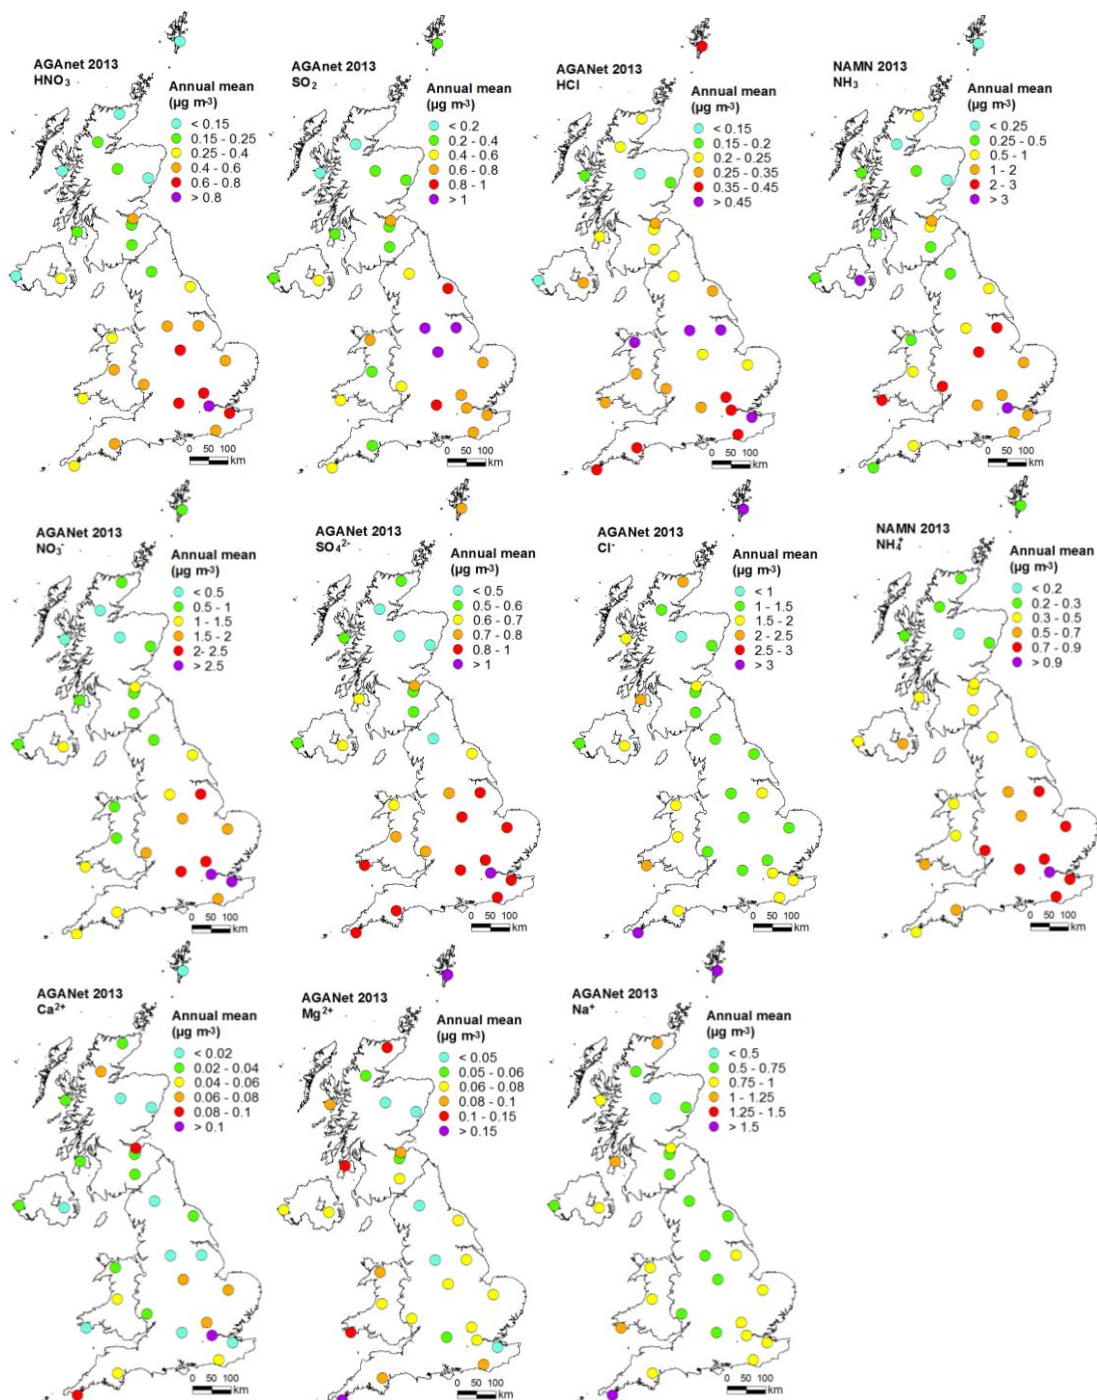 AGAnet 2013
HNO3
Annual mean
(µg m-3)
< 0.15
0.15 - 0.25
0.25 - 0.4
0.4 - 0.6
0.6 - 0.8
> 0.8
0 50 100
km
AGAnet 2013
SO2
Annual mean
(µg m-3)
< 0.2
0.2 - 0.4
0.4 - 0.6
0.6 - 0.8
0.8 - 1
> 1
0 50 100
km
AGANet 2013
HCl
Annual mean
(µg m-3)
< 0.15
0.15 - 0.2
0.2 - 0.25
0.25 - 0.35
0.35 - 0.45
> 0.45
0 50 100
km
NAMN 2013
NH3
Annual mean
(µg m-3)
< 0.25
0.25 - 0.5
0.5 - 1
1 - 2
2 - 3
> 3
0 50 100
km
AGANet 2013
NO3-
Annual mean
(µg m-3)
< 0.5
0.5 - 1
1 - 1.5
1.5 - 2
2- 2.5
> 2.5
0 50 100
km
AGANet 2013
SO42-
Annual mean
(µg m-3)
< 0.5
0.5 - 0.6
0.6 - 0.7
0.7 - 0.8
0.8 - 1
> 1
0 50 100
km
AGANet 2013
Cl-
Annual mean
(µg m-3)
< 1
1 - 1.5
1.5 - 2
2 - 2.5
2.5 - 3
> 3
0 50 100
km
NAMN 2013
NH4+
Annual mean
(µg m-3)
< 0.2
0.2 - 0.3
0.3 - 0.5
0.5 - 0.7
0.7 - 0.9
> 0.9
0 50 100
km
AGANet 2013
Ca2+
Annual mean
(µg m-3)
< 0.02
0.02 - 0.04
0.04 - 0.06
0.06 - 0.08
0.08 - 0.1
> 0.1
0 50 100
km
AGANet 2013
Mg2+
Annual mean
(µg m-3)
< 0.05
0.05 - 0.06
0.06 - 0.08
0.08 - 0.1
0.1 - 0.15
> 0.15
0 50 100
km
AGANet 2013
Na+
Annual mean
(µg m-3)
< 0.5
0.5 - 0.75
0.75 - 1
1 - 1.25
1.25 - 1.5
> 1.5
0 50 100
km